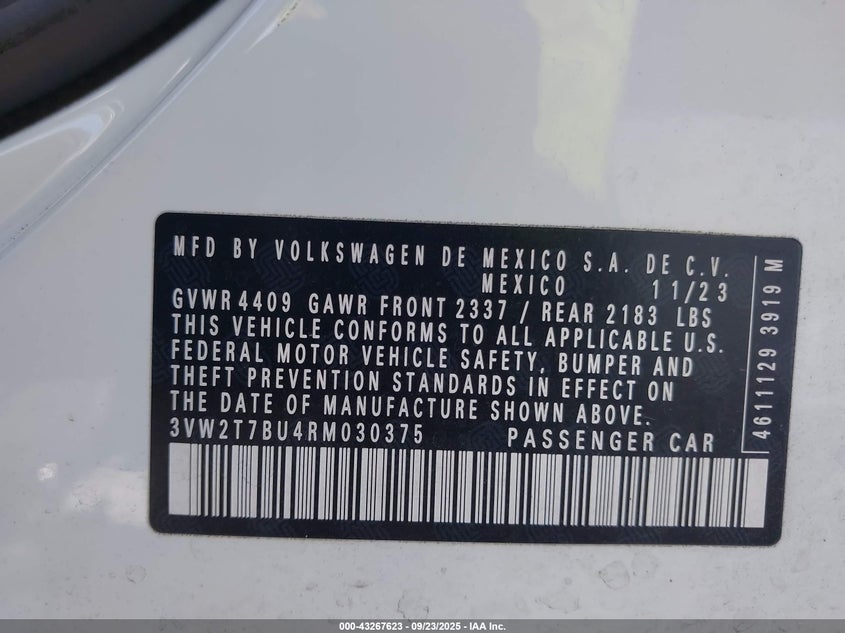 MFD BY VOLKSWAGEN DE MEXICO S.A. DE C.V.
MEXICO 11/23
GVWR 4409 GAWR FRONT 2337 / REAR 2183 LBS
THIS VEHICLE CONFORMS TO ALL APPLICABLE U.S.
FEDERAL MOTOR VEHICLE SAFETY, BUMPER AND
THEFT PREVENTION STANDARDS IN EFFECT ON
THE DATE OF MANUFACTURE SHOWN ABOVE.
3VW2T7BU4RM030375 PASSENGER CAR
4611129 3919 M
000-43267623 - 09/23/2025 - IAA Inc.